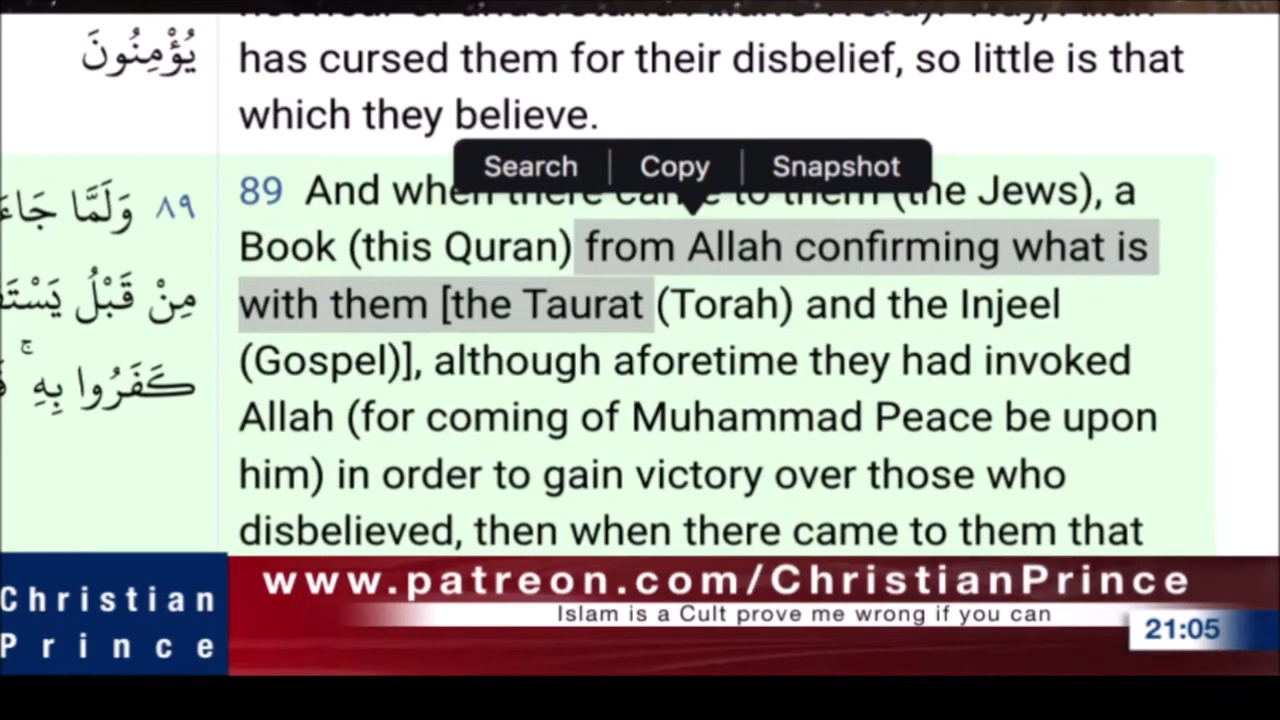 يُؤْمِنُونَ
has cursed them for their disbelief, so little is that
which they believe.
Search
Copy
Snapshot
89 And when there came to them (the Jews), a
Book (this Quran) from Allah confirming what is
with them [the Taurat (Torah) and the Injeel
(Gospel)], although aforetime they had invoked
Allah (for coming of Muhammad Peace be upon
him) in order to gain victory over those who
disbelieved, then when there came to them that
٨٩ وَلَمَّا
مِنْ قَبْلُ
كَفَرُوا بِهِ ۚ
www.patreon.com/ChristianPrince
Islam is a Cult prove me wrong if you can
Christian
Prince
21:05